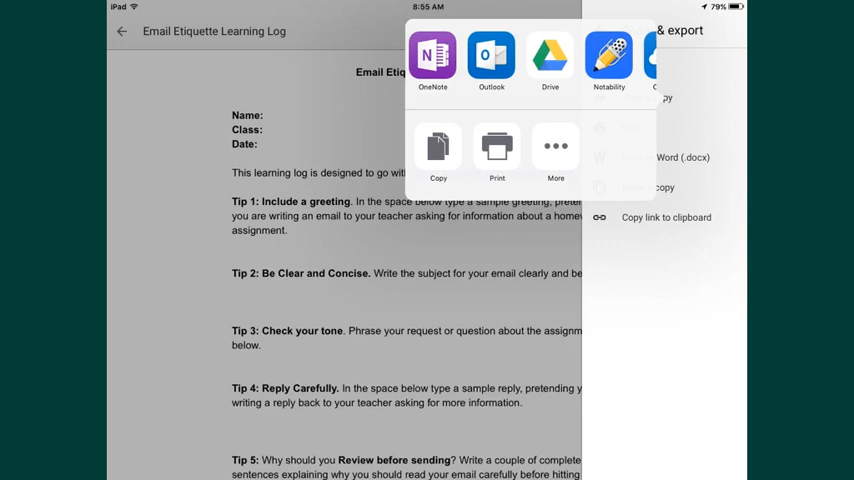 iPad 8:55 AM 79%
Email Etiquette Learning Log
& export
Email Etiq
OneNote Outlook Drive Notability
Name:
Class:
Date:
Copy Print More
Word (.docx)
copy
Copy link to clipboard
This learning log is designed to go wit
Tip 1: Include a greeting. In the space below type a sample greeting, preten
you are writing an email to your teacher asking for information about a homew
assignment.
Tip 2: Be Clear and Concise. Write the subject for your email clearly and be
Tip 3: Check your tone. Phrase your request or question about the assignm
below.
Tip 4: Reply Carefully. In the space below type a sample reply, pretending y
writing a reply back to your teacher asking for more information.
Tip 5: Why should you Review before sending? Write a couple of complete
sentences explaining why you should read your email carefully before hitting